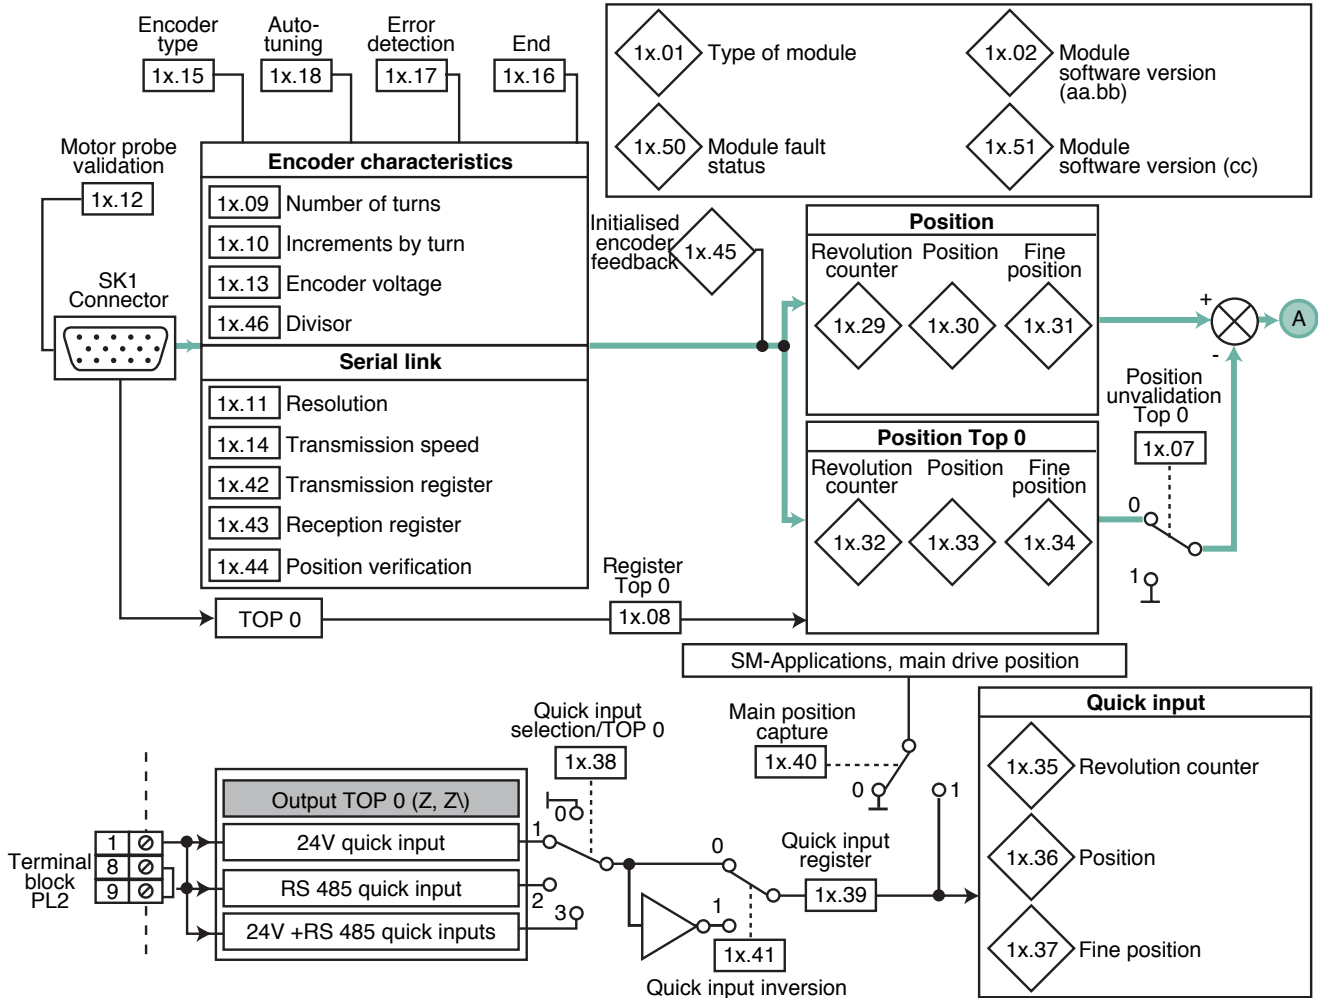 Encoder
type
1x.15
Auto-
tuning
1x.18
Error
detection
1x.17
End
1x.16
1x.01
Type of module
1x.02
Module
software version
(aa.bb)
1x.50
Module fault
status
1x.51
Module
software version (cc)
Motor probe
validation
1x.12
SK1
Connector
Encoder characteristics
1x.09
Number of turns
1x.10
Increments by turn
1x.13
Encoder voltage
1x.46
Divisor
Serial link
1x.11
Resolution
1x.14
Transmission speed
1x.42
Transmission register
1x.43
Reception register
1x.44
Position verification
Initialised
encoder
feedback
1x.45
Position
Revolution
counter
Position
Fine
position
1x.29
1x.30
1x.31
+
-
A
Position
unvalidation
Top 0
1x.07
0
1
Position Top 0
Revolution
counter
Position
Fine
position
1x.32
1x.33
1x.34
TOP 0
Register
Top 0
1x.08
SM-Applications, main drive position
Quick input
selection/TOP 0
1x.38
Main position
capture
1x.40
0
1
Terminal
block
PL2
1
8
9
Output TOP 0 (Z, Z\)
24V quick input
RS 485 quick input
24V +RS 485 quick inputs
0
1
2
3
0
1
1x.41
Quick input inversion
Quick input
register
1x.39
Quick input
1x.35
Revolution counter
1x.36
Position
1x.37
Fine position